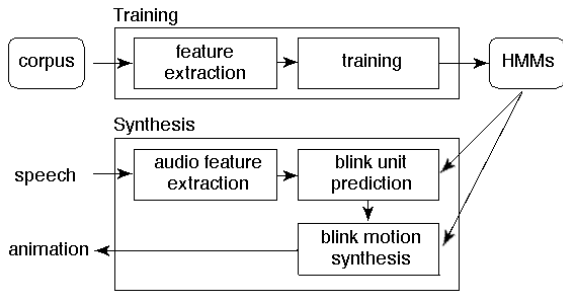 Training
corpus
feature
extraction
training
HMMs
Synthesis
speech
audio feature
extraction
blink unit
prediction
animation
blink motion
synthesis